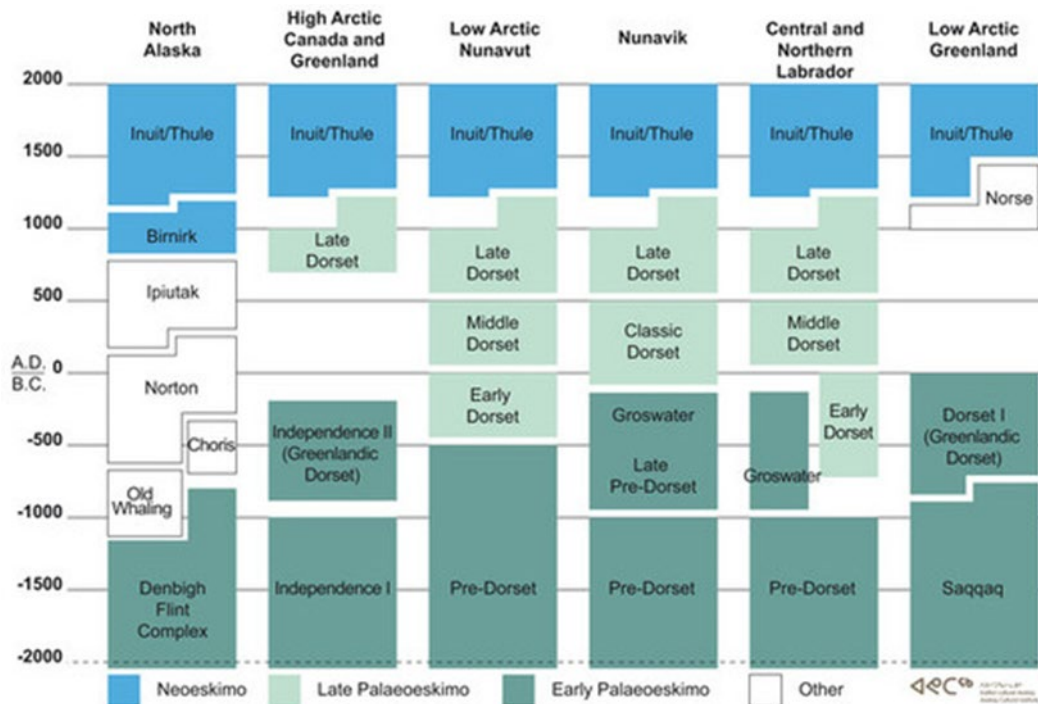 North
Alaska
High Arctic
Canada and
Greenland
Low Arctic
Nunavut
Nunavik
Central and
Northern
Labrador
Low Arctic
Greenland
2000
1500
1000
500
A.D.
0
B.C.
-500
-1000
-1500
-2000
Inuit/Thule
Birnirk
Ipiutak
Norton
Choris
Old
Whaling
Denbigh
Flint
Complex
Inuit/Thule
Late
Dorset
Independence II
(Greenlandic
Dorset)
Independence I
Inuit/Thule
Late
Dorset
Middle
Dorset
Early
Dorset
Pre-Dorset
Inuit/Thule
Late
Dorset
Classic
Dorset
Groswater
Late
Pre-Dorset
Pre-Dorset
Inuit/Thule
Late
Dorset
Middle
Dorset
Early
Dorset
Groswater
Pre-Dorset
Inuit/Thule
Norse
Dorset I
(Greenlandic
Dorset)
Saqqaq
Neoeskimo
Late Palaeoeskimo
Early Palaeoeskimo
Other
ᐊᕙᑕᖅ